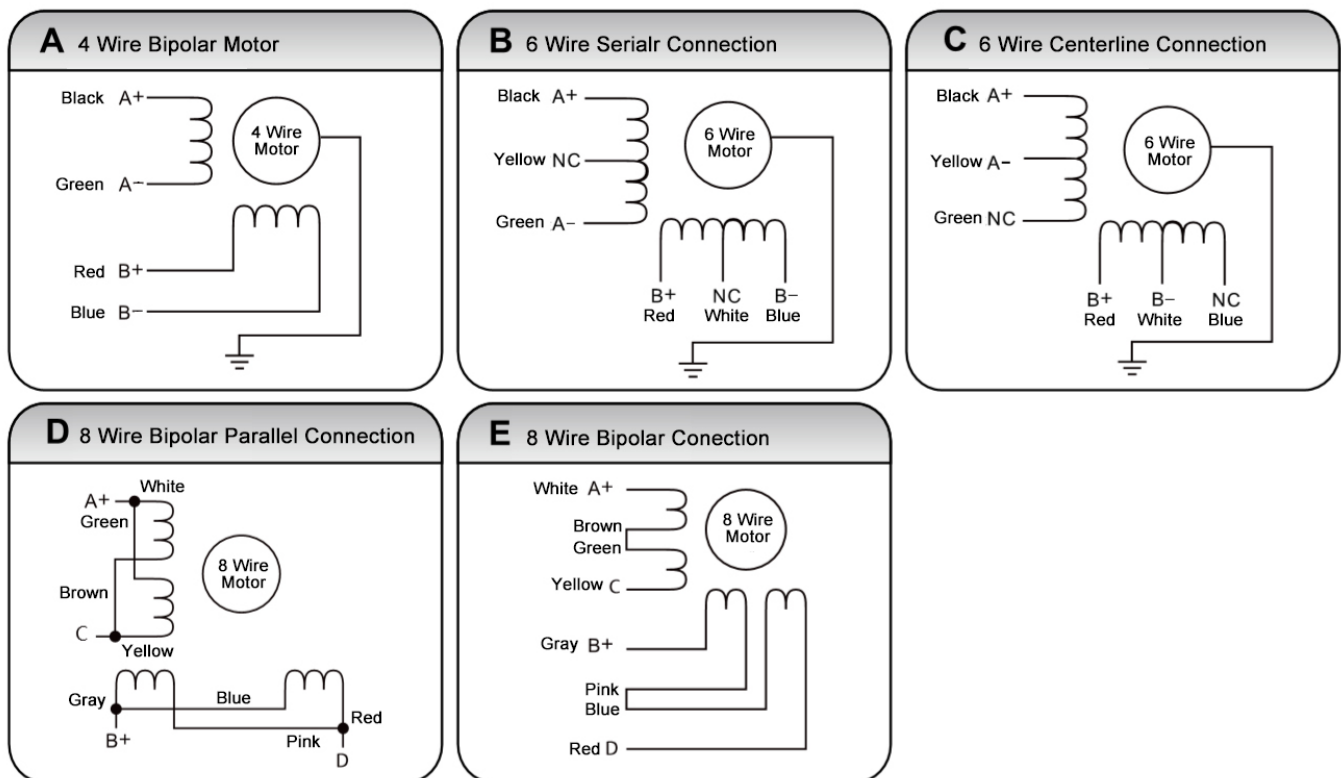 A 4 Wire Bipolar Motor
Black A+
4 Wire
Motor
Green A-
Red B+
Blue B-
B 6 Wire Serialr Connection
Black A+
6 Wire
Motor
Yellow NC
Green A-
B+ NC B-
Red White Blue
C 6 Wire Centerline Connection
Black A+
6 Wire
Motor
Yellow A-
Green NC
B+ B- NC
Red White Blue
D 8 Wire Bipolar Parallel Connection
White
A+
Green
8 Wire
Motor
Brown
C
Yellow
Gray Blue Red
B+ Pink
D
E 8 Wire Bipolar Conection
White A+
8 Wire
Motor
Brown
Green
Yellow C
Gray B+
Pink
Blue
Red D